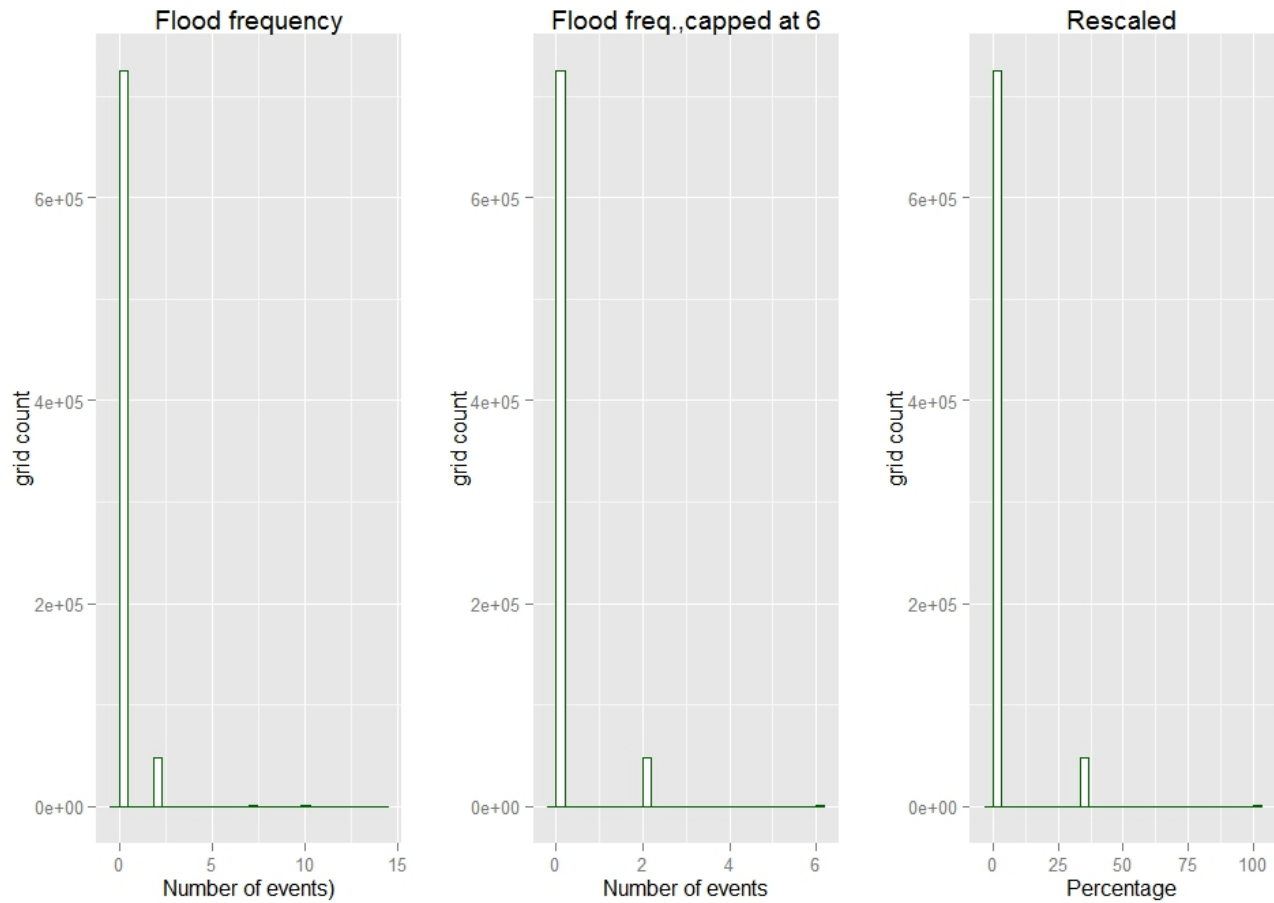 Flood frequency
6e+05
4e+05
2e+05
0e+00
grid count
0 5 10 15
Number of events)
Flood freq.,capped at 6
6e+05
4e+05
2e+05
0e+00
grid count
0 2 4 6
Number of events
Rescaled
6e+05
4e+05
2e+05
0e+00
grid count
0 25 50 75 100
Percentage